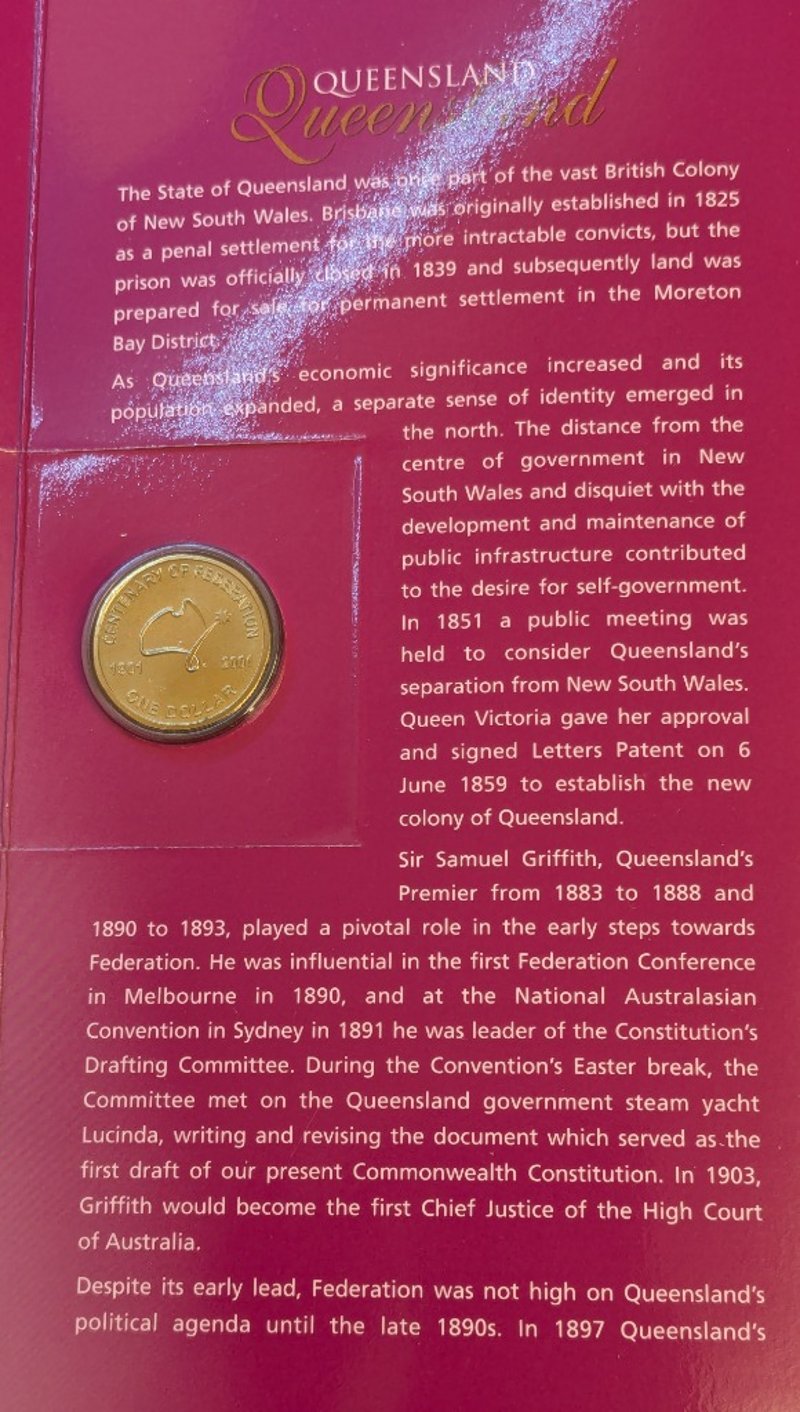 QUEENSLAND
Queensland
The State of Queensland was once part of the vast British Colony
of New South Wales. Brisbane was originally established in 1825
as a penal settlement for the more intractable convicts, but the
prison was officially closed in 1839 and subsequently land was
prepared for sale for permanent settlement in the Moreton
Bay District.
As Queensland's economic significance increased and its
population expanded, a separate sense of identity emerged in
the north. The distance from the
centre of government in New
South Wales and disquiet with the
development and maintenance of
public infrastructure contributed
to the desire for self-government.
In 1851 a public meeting was
held to consider Queensland's
separation from New South Wales.
Queen Victoria gave her approval
and signed Letters Patent on 6
June 1859 to establish the new
colony of Queensland.
CENTENARY OF FEDERATION
1901 2001
ONE DOLLAR
Sir Samuel Griffith, Queensland's
Premier from 1883 to 1888 and
1890 to 1893, played a pivotal role in the early steps towards
Federation. He was influential in the first Federation Conference
in Melbourne in 1890, and at the National Australasian
Convention in Sydney in 1891 he was leader of the Constitution's
Drafting Committee. During the Convention's Easter break, the
Committee met on the Queensland government steam yacht
Lucinda, writing and revising the document which served as the
first draft of our present Commonwealth Constitution. In 1903,
Griffith would become the first Chief Justice of the High Court
of Australia.
Despite its early lead, Federation was not high on Queensland's
political agenda until the late 1890s. In 1897 Queensland's